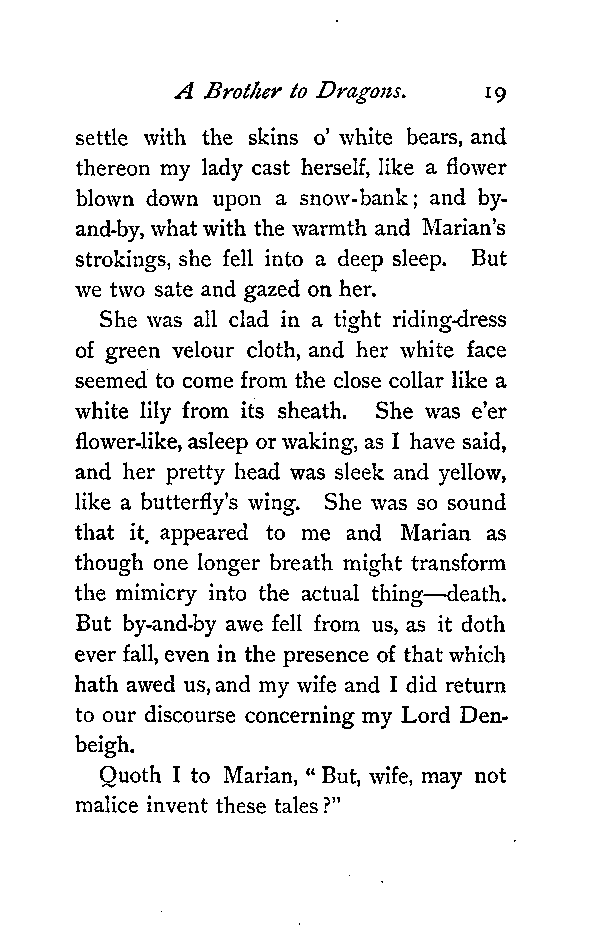 A Brother to Dragons. 19
settle with the skins o' white bears, and
thereon my lady cast herself, like a flower
blown down upon a snow-bank; and by-
and-by, what with the warmth and Marian's
strokings, she fell into a deep sleep. But
we two sate and gazed on her.
She was all clad in a tight riding-dress
of green velour cloth, and her white face
seemed to come from the close collar like a
white lily from its sheath. She was e'er
flower-like, asleep or waking, as I have said,
and her pretty head was sleek and yellow,
like a butterfly's wing. She was so sound
that it appeared to me and Marian as
though one longer breath might transform
the mimicry into the actual thing—death.
But by-and-by awe fell from us, as it doth
ever fall, even in the presence of that which
hath awed us, and my wife and I did return
to our discourse concerning my Lord Den-
beigh.
Quoth I to Marian, "But, wife, may not
malice invent these tales?"